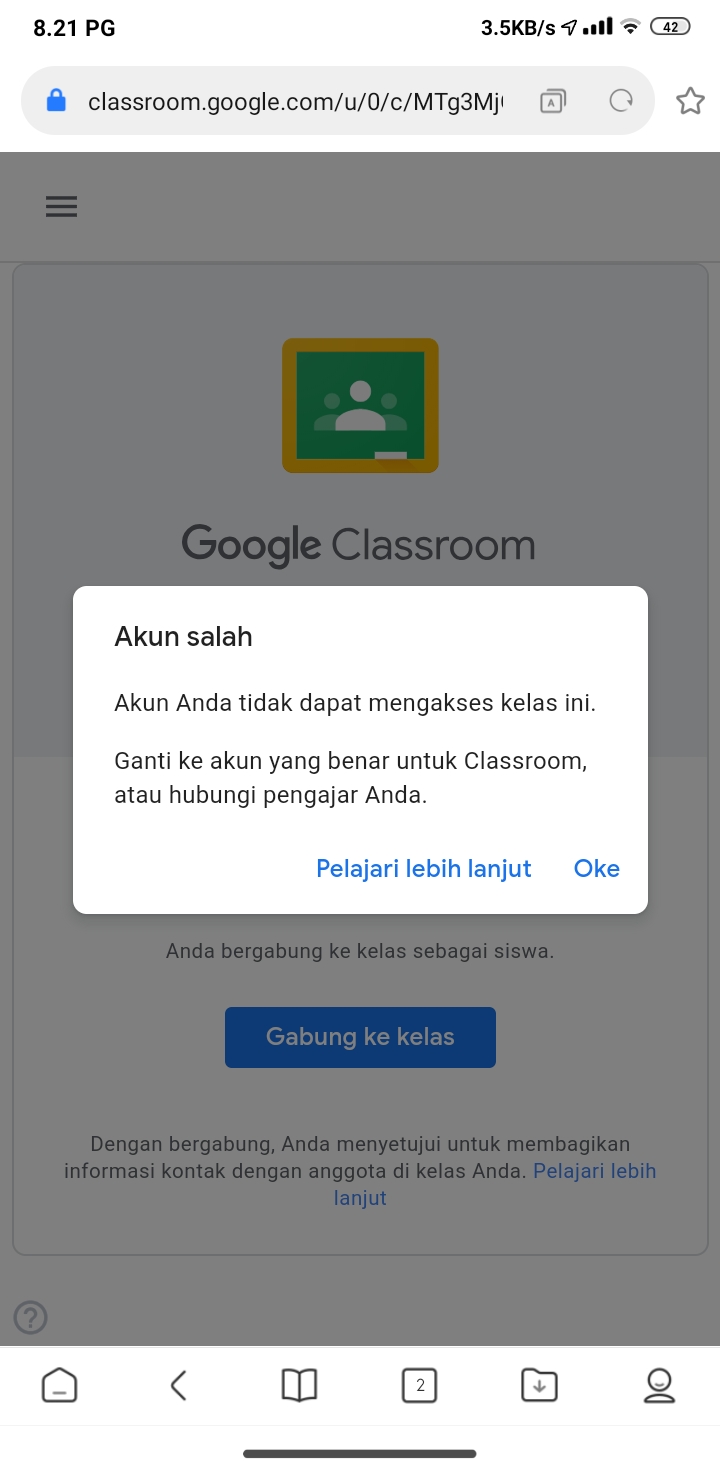 8.21 PG
3.5KB/s
42
classroom.google.com/u/0/c/MTg3Mj
A
Google Classroom
Akun salah
Akun Anda tidak dapat mengakses kelas ini.
Ganti ke akun yang benar untuk Classroom,
atau hubungi pengajar Anda.
Pelajari lebih lanjut Oke
Anda bergabung ke kelas sebagai siswa.
Gabung ke kelas
Dengan bergabung, Anda menyetujui untuk membagikan
informasi kontak dengan anggota di kelas Anda. Pelajari lebih
lanjut
?
2